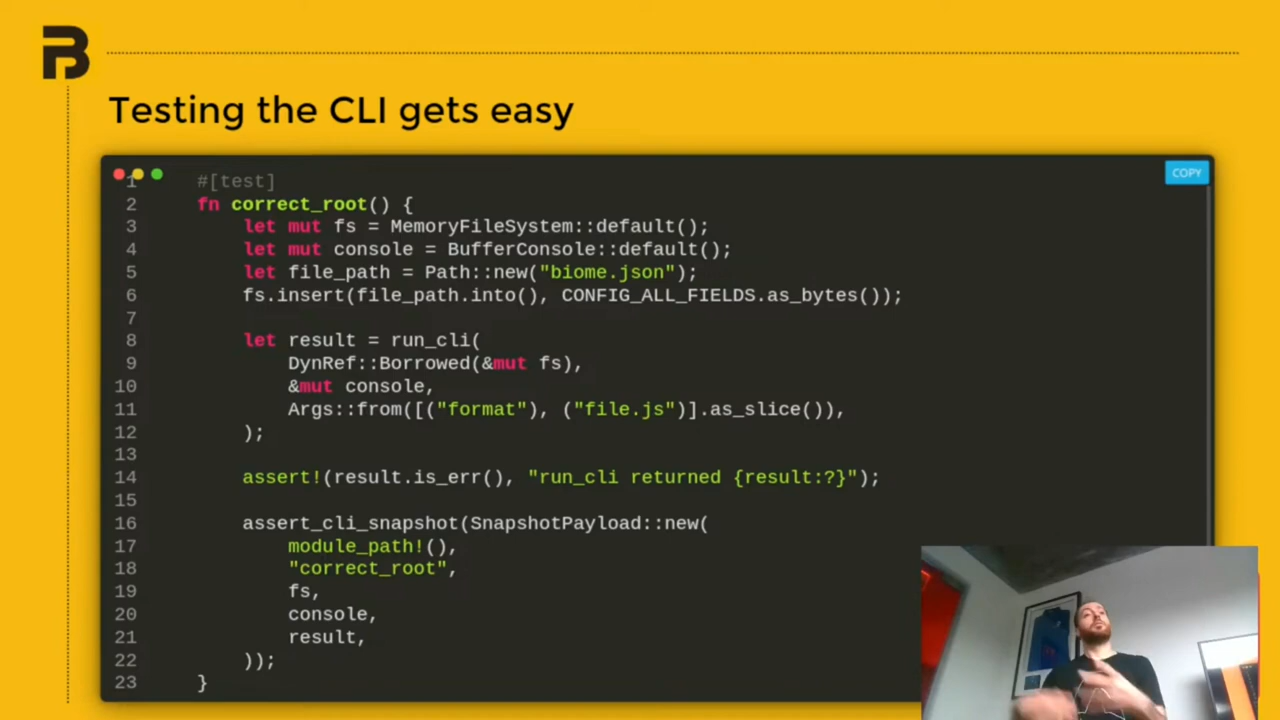 B
Testing the CLI gets easy
COPY
1 #[test]
2 fn correct_root() {
3 let mut fs = MemoryFileSystem::default();
4 let mut console = BufferConsole::default();
5 let file_path = Path::new("biome.json");
6 fs.insert(file_path.into(), CONFIG_ALL_FIELDS.as_bytes());
7
8 let result = run_cli(
9 DynRef::Borrowed(&mut fs),
10 &mut console,
11 Args::from([("format"), ("file.js")].as_slice()),
12 );
13
14 assert!(result.is_err(), "run_cli returned {result:?}");
15
16 assert_cli_snapshot(SnapshotPayload::new(
17 module_path!(),
18 "correct_root",
19 fs,
20 console,
21 result,
22 ));
23 }